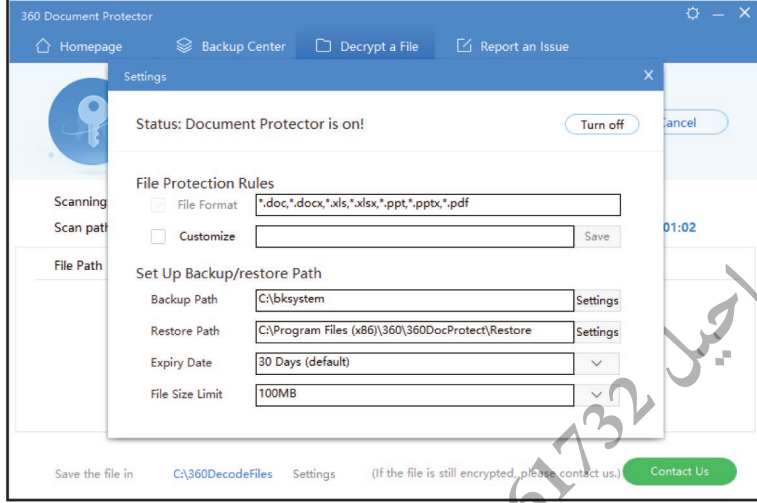 360 Document Protector
Homepage Backup Center Decrypt a File Report an Issue
Settings
Status: Document Protector is on! Turn off
Cancel
File Protection Rules
Scanning File Format *.doc,*.docx,*.xls,*.xlsx,*.ppt,*.pptx,*.pdf
Scan path Customize Save 01:02
File Path Set Up Backup/restore Path
Backup Path C:\bksystem Settings
Restore Path C:\Program Files (x86)\360\360DocProtect\Restore Settings
Expiry Date 30 Days (default)
File Size Limit 100MB
Save the file in C:\360DecodeFiles Settings (If the file is still encrypted, please contact us.) Contact Us
61732